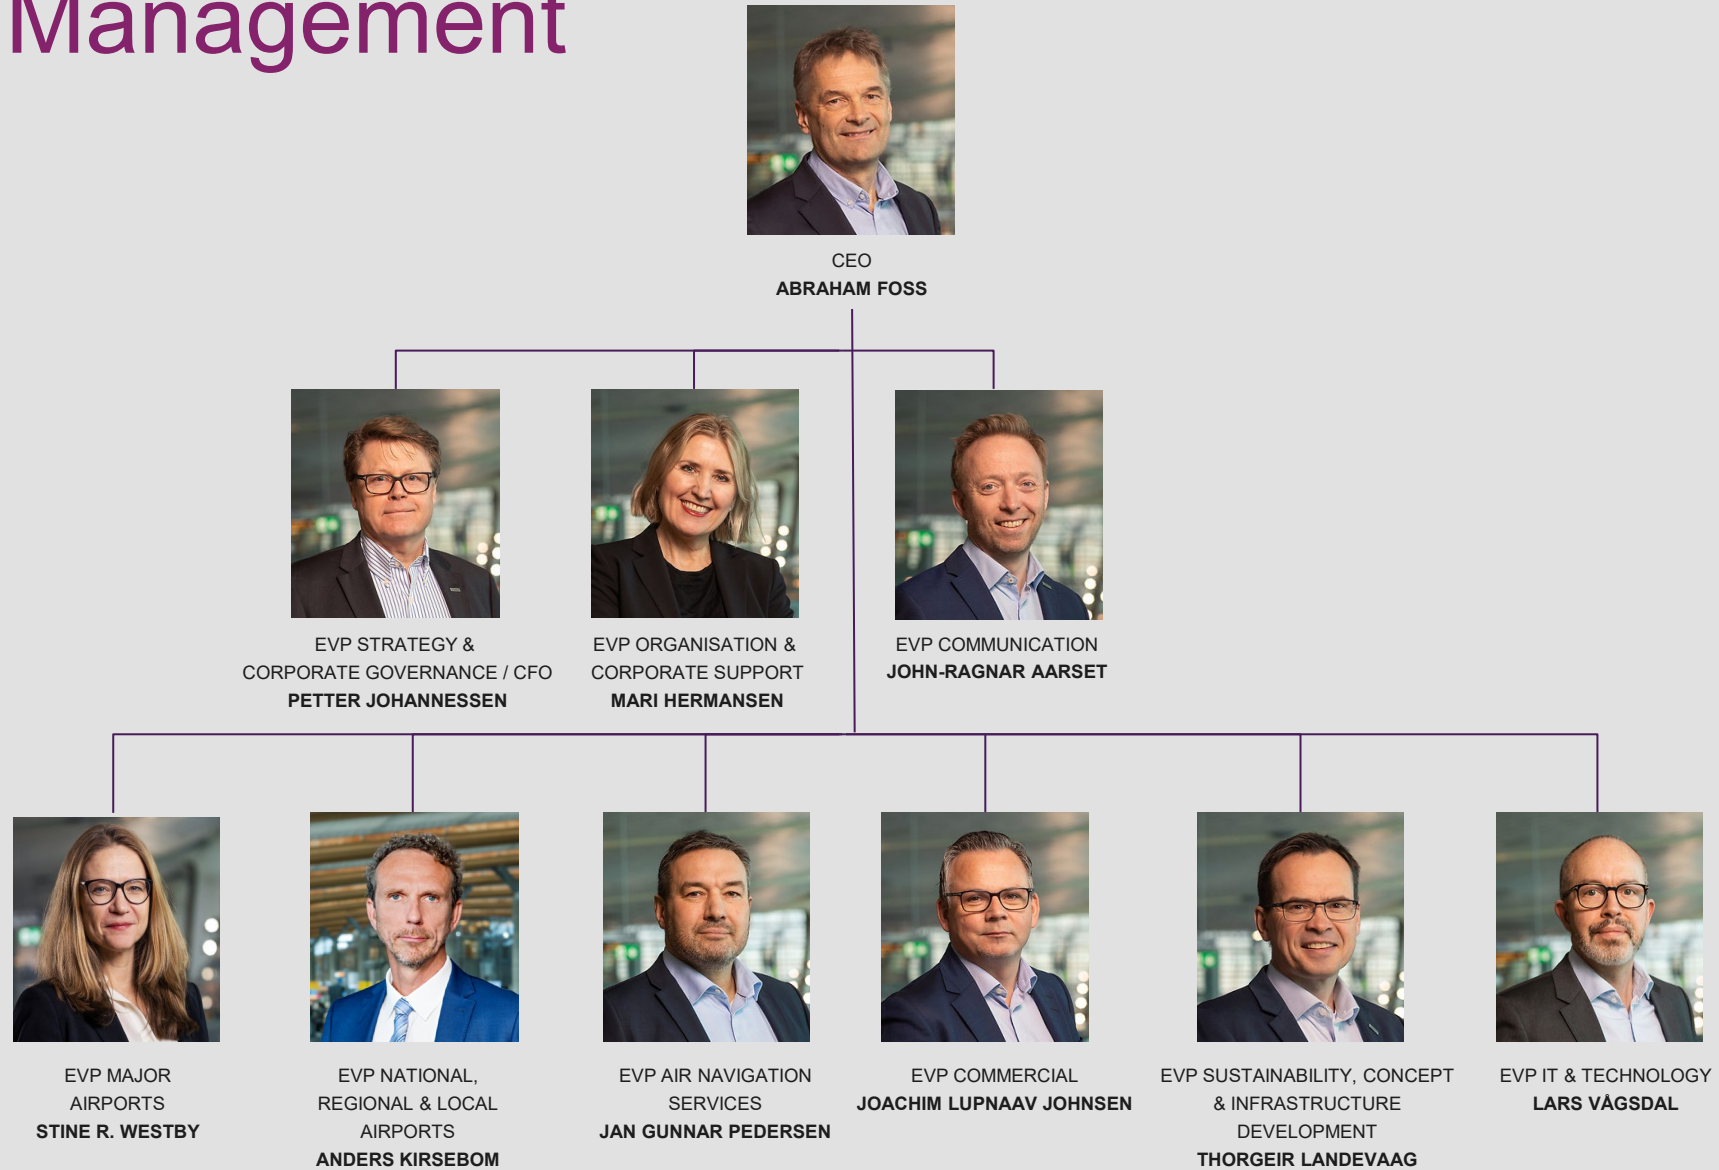 Management
CEO
ABRAHAM FOSS
EVP STRATEGY &
CORPORATE GOVERNANCE / CFO
PETTER JOHANNESSEN
EVP ORGANISATION &
CORPORATE SUPPORT
MARI HERMANSEN
EVP COMMUNICATION
JOHN-RAGNAR AARSET
EVP MAJOR
AIRPORTS
STINE R. WESTBY
EVP NATIONAL,
REGIONAL & LOCAL
AIRPORTS
ANDERS KIRSEBOM
EVP AIR NAVIGATION
SERVICES
JAN GUNNAR PEDERSEN
EVP COMMERCIAL
JOACHIM LUPNAAV JOHNSEN
EVP SUSTAINABILITY, CONCEPT
& INFRASTRUCTURE
DEVELOPMENT
THORGEIR LANDEVAAG
EVP IT & TECHNOLOGY
LARS VÅGSDAL